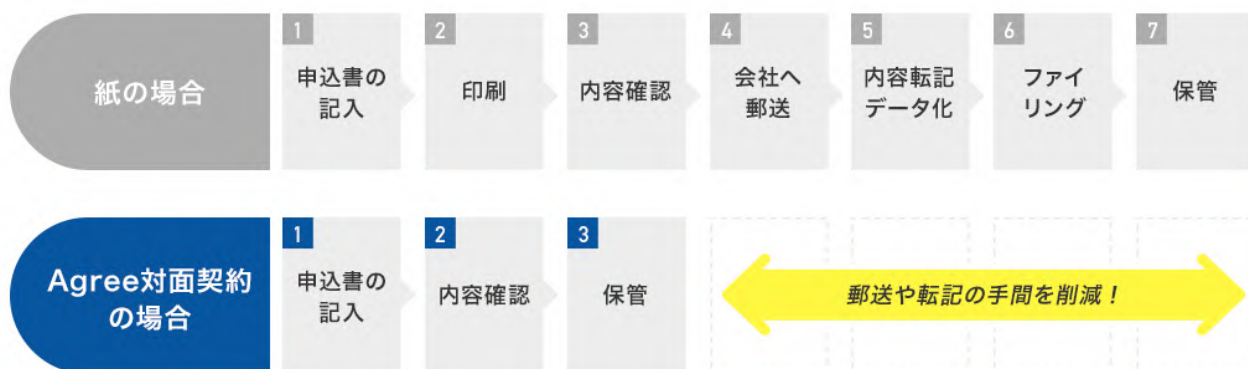 紙の場合
1
申込書の
記入
2
印刷
3
内容確認
4
会社へ
郵送
5
内容転記
データ化
6
ファイ
リング
7
保管
Agree対面契約
の場合
1
申込書の
記入
2
内容確認
3
保管
郵送や転記の手間を削減！